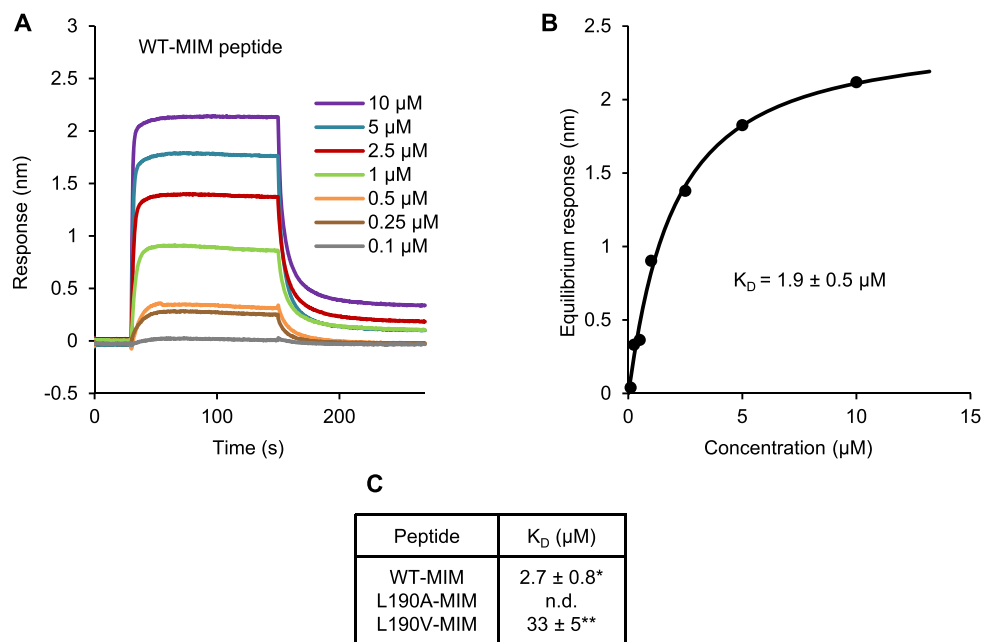 A
WT-MIM peptide
Response (nm)
3
2.5
2
1.5
1
0.5
0
-0.5
10 µM
5 µM
2.5 µM
1 µM
0.5 µM
0.25 µM
0.1 µM
0 100 200
Time (s)
B
Equlibrium response (nm)
2.5
2
1.5
1
0.5
0
K_D = 1.9 ± 0.5 µM
0 5 10 15
Concentration (µM)
C
Peptide K_D (µM)
WT-MIM 2.7 ± 0.8*
L190A-MIM n.d.
L190V-MIM 33 ± 5**